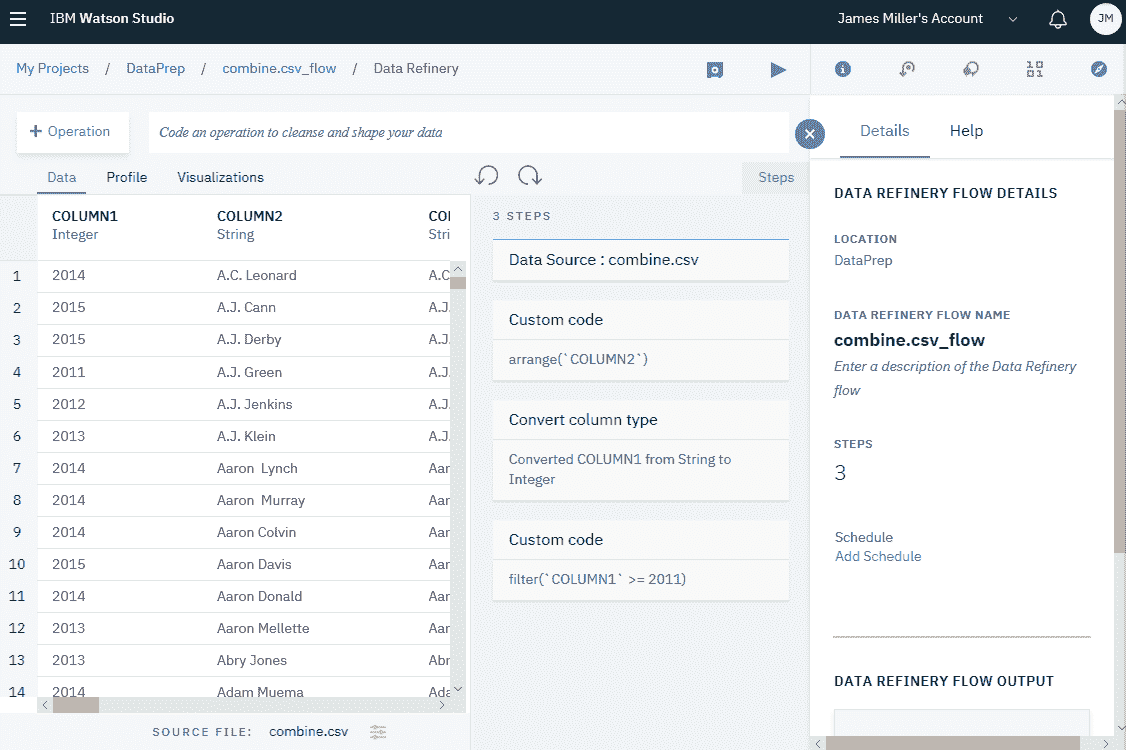 IBM Watson Studio
James Miller's Account
JM
My Projects / DataPrep / combine.csv_flow / Data Refinery
+ Operation
Code an operation to cleanse and shape your data
Data Profile Visualizations
Steps
COLUMN1 COLUMN2 COI
Integer String Stri
1 2014 A.C. Leonard A.C
2 2015 A.J. Cann A.J.
3 2015 A.J. Derby A.J.
4 2011 A.J. Green A.J.
5 2012 A.J. Jenkins A.J.
6 2013 A.J. Klein A.J.
7 2014 Aaron  Lynch Aar
8 2014 Aaron  Murray Aar
9 2014 Aaron Colvin Aar
10 2015 Aaron Davis Aar
11 2014 Aaron Donald Aar
12 2013 Aaron Mellette Aar
13 2013 Abry Jones Abr
14 2014 Adam Muema Ada
SOURCE FILE: combine.csv
3 STEPS
Data Source : combine.csv
Custom code
arrange(`COLUMN2`)
Convert column type
Converted COLUMN1 from String to
Integer
Custom code
filter(`COLUMN1` >= 2011)
Details Help
DATA REFINERY FLOW DETAILS
LOCATION
DataPrep
DATA REFINERY FLOW NAME
combine.csv_flow
Enter a description of the Data Refinery
flow
STEPS
3
Schedule
Add Schedule
DATA REFINERY FLOW OUTPUT